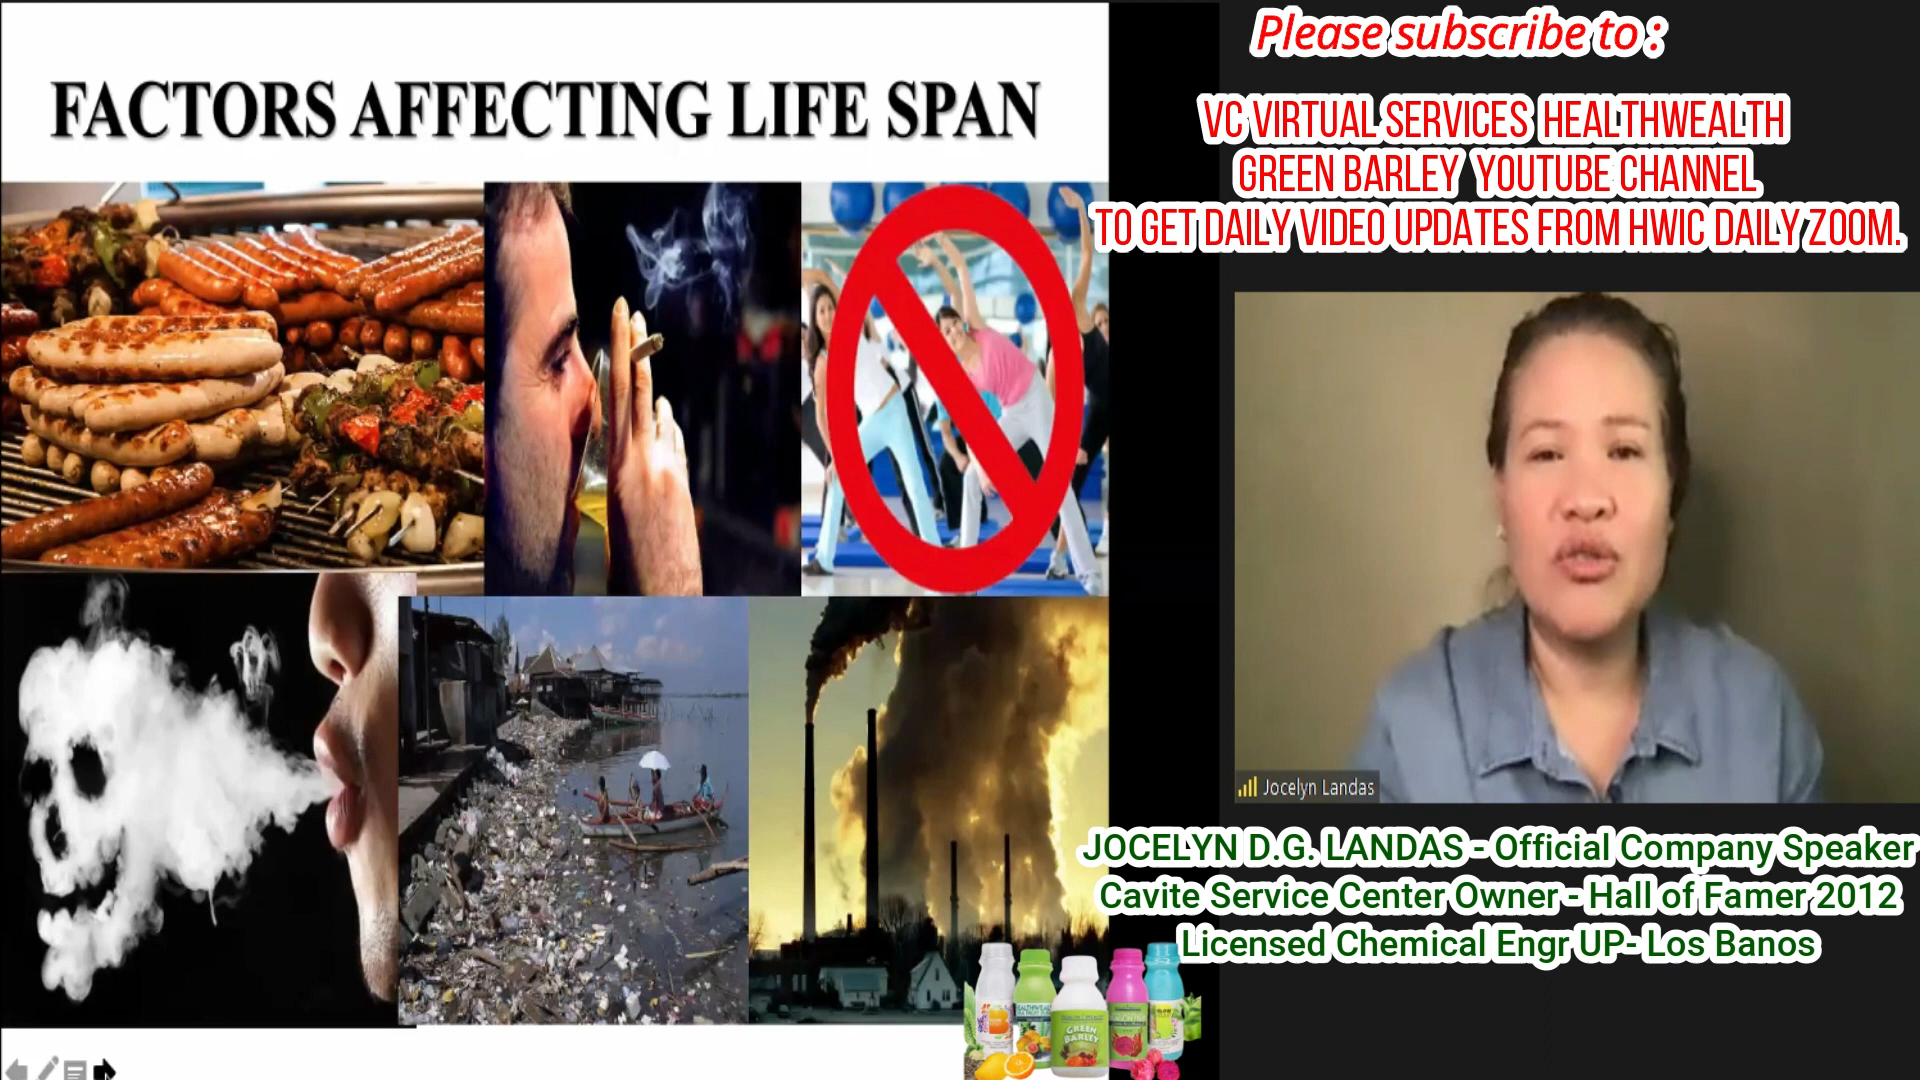 FACTORS AFFECTING LIFE SPAN
Please subscribe to :
VC VIRTUAL SERVICES HEALTHWEALTH
GREEN BARLEY YOUTUBE CHANNEL
TO GET DAILY VIDEO UPDATES FROM HWIC DAILY ZOOM.
Jocelyn Landas
JOCELYN D.G. LANDAS - Official Company Speaker
Cavite Service Center Owner - Hall of Famer 2012
Licensed Chemical Engr UP- Los Banos
GREEN
BARLEY